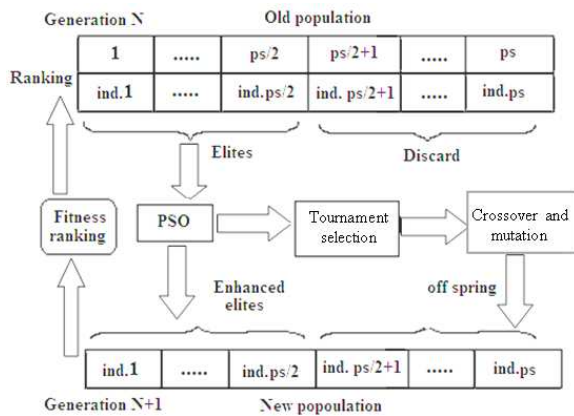 Generation N Old population
1 ..... ps/2 ps/2+1 ..... ps
Ranking ind.1 ..... ind.ps/2 ind. ps/2+1 ..... ind.ps
Elites Discard
Fitness ranking PSO Tournament selection Crossover and mutation
Enhanced elites off spring
ind.1 ..... ind.ps/2 ind. ps/2+1 ..... ind.ps
Generation N+1 New popoulation